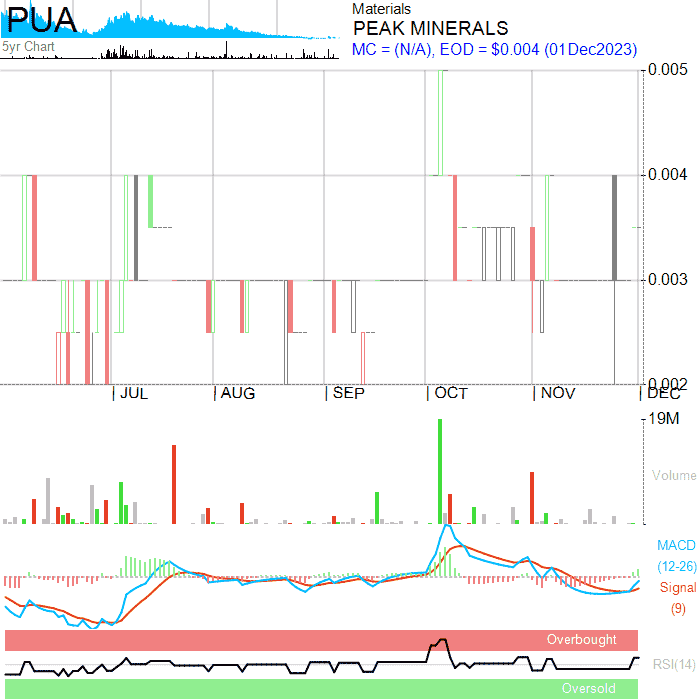 PUA
5yr Chart
Materials
PEAK MINERALS
MC = (N/A), EOD = $0.004 (01Dec2023)
0.005
0.004
0.003
0.002
JUL
AUG
SEP
OCT
NOV
DEC
19M
Volume
MACD
(12-26)
Signal
(9)
Overbought
RSI(14)
Oversold